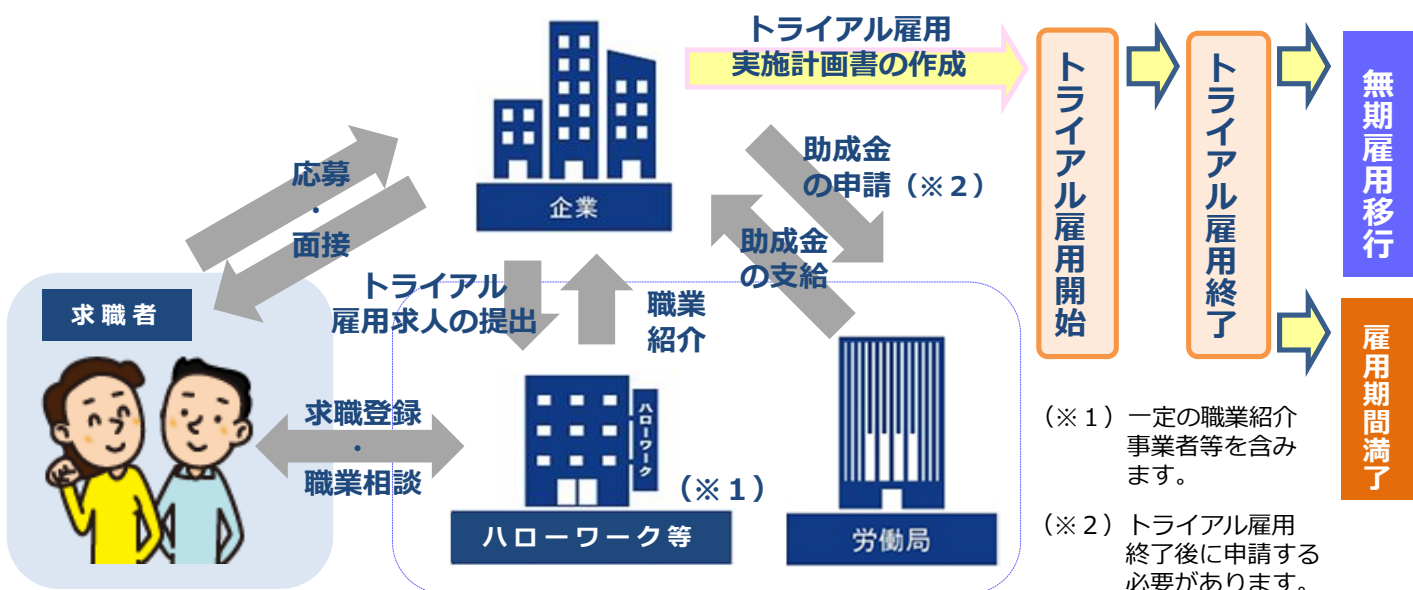 トライアル雇用
実施計画書の作成
トライアル雇用開始
トライアル雇用終了
無期雇用移行
雇用期間満了
企業
応募
・
面接
助成金
の申請（※２）
助成金
の支給
トライアル
雇用求人の提出
職業
紹介
求職者
求職登録
・
職業相談
ハローワーク
（※１）
ハローワーク等
労働局
（※１）一定の職業紹介
事業者等を含み
ます。
（※２）トライアル雇用
終了後に申請する
必要があります。